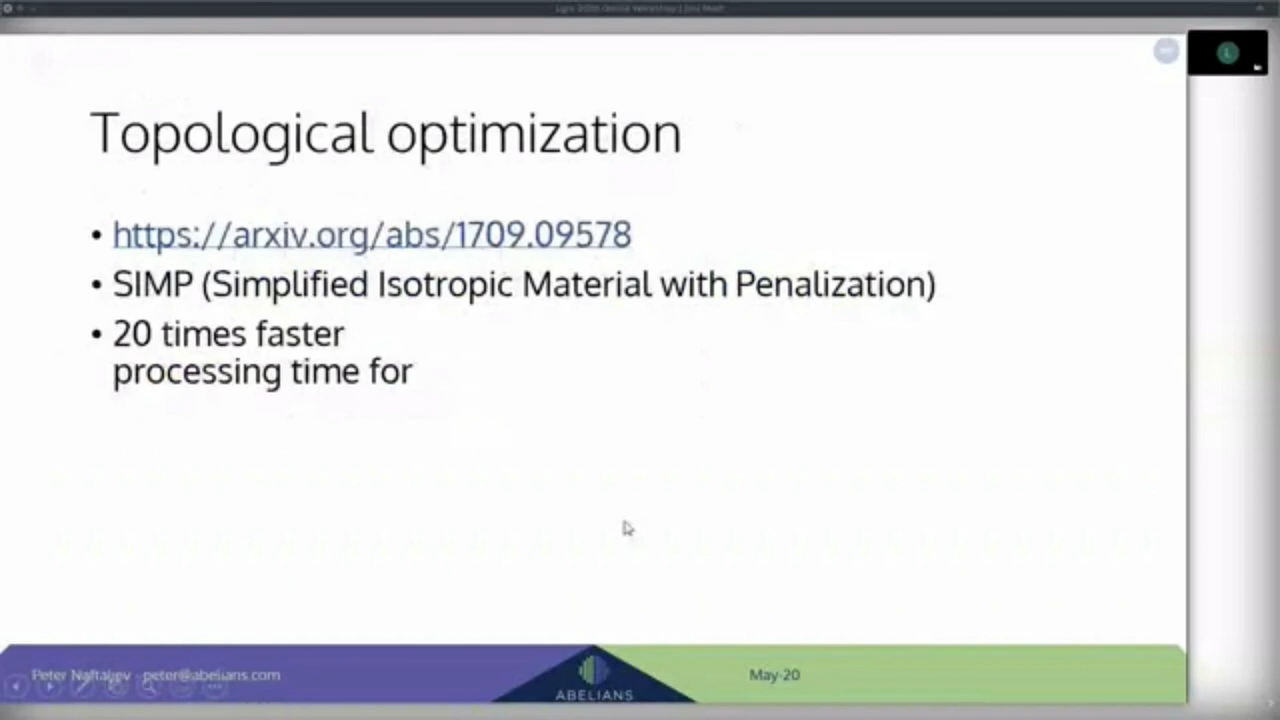 Topological optimization
• https://arxiv.org/abs/1709.09578
• SIMP (Simplified Isotropic Material with Penalization)
• 20 times faster
processing time for
Peter Naftaliev - peter@abelians.com
ABELIANS
May-20
L